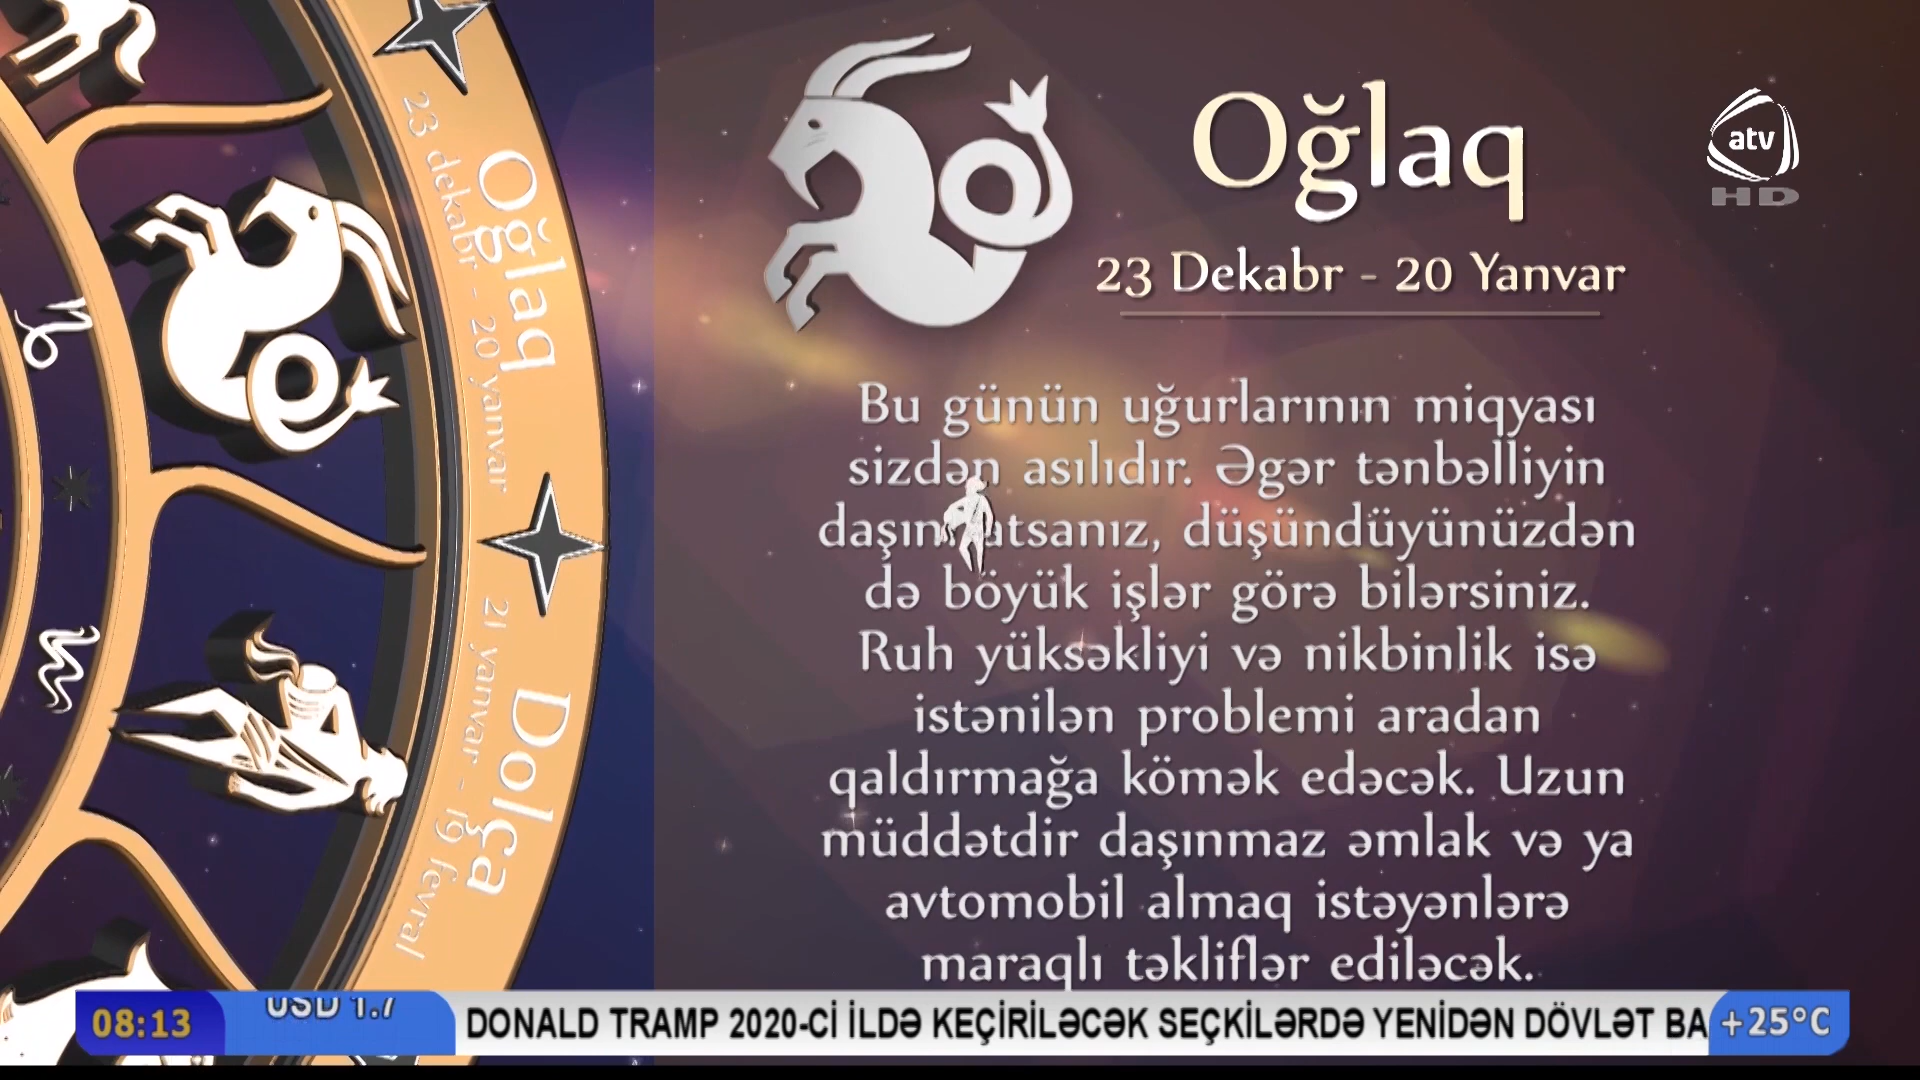 23 dekabr - 20 yanvar
Oğlaq
21 yanvar - 19 fevral
Dolça
Oğlaq
23 Dekabr - 20 Yanvar
atv
HD
Bu günün uğurlarının miqyası
sizdən asılıdır. Əgər tənbəlliyin
atsanız, düşündüyünüzdən
də böyük işlər görə bilərsiniz.
Ruh yüksəkliyi və nikbinlik isə
istənilən problemi aradan
qaldırmağa kömək edəcək. Uzun
müddətdir daşınmaz əmlak və ya
avtomobil almaq istəyənlərə
maraqlı təkliflər ediləcək.
08:13
USD 1.7
DONALD TRAMP 2020-Cİ İLDƏ KEÇİRİLƏCƏK SEÇKİLƏRDƏ YENİDƏN DÖVLƏT BA
+25°C